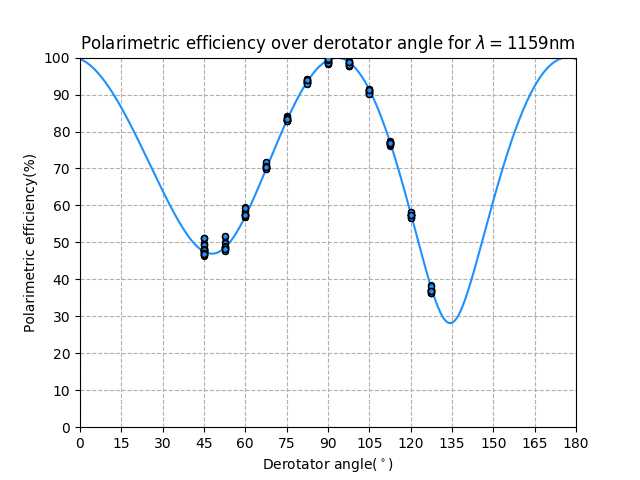 Polarimetric efficiency over derotator angle for λ = 1159nm
100
90
80
70
60
50
40
30
20
10
0
Polarimetric efficiency(%)
0 15 30 45 60 75 90 105 120 135 150 165 180
Derotator angle(°)